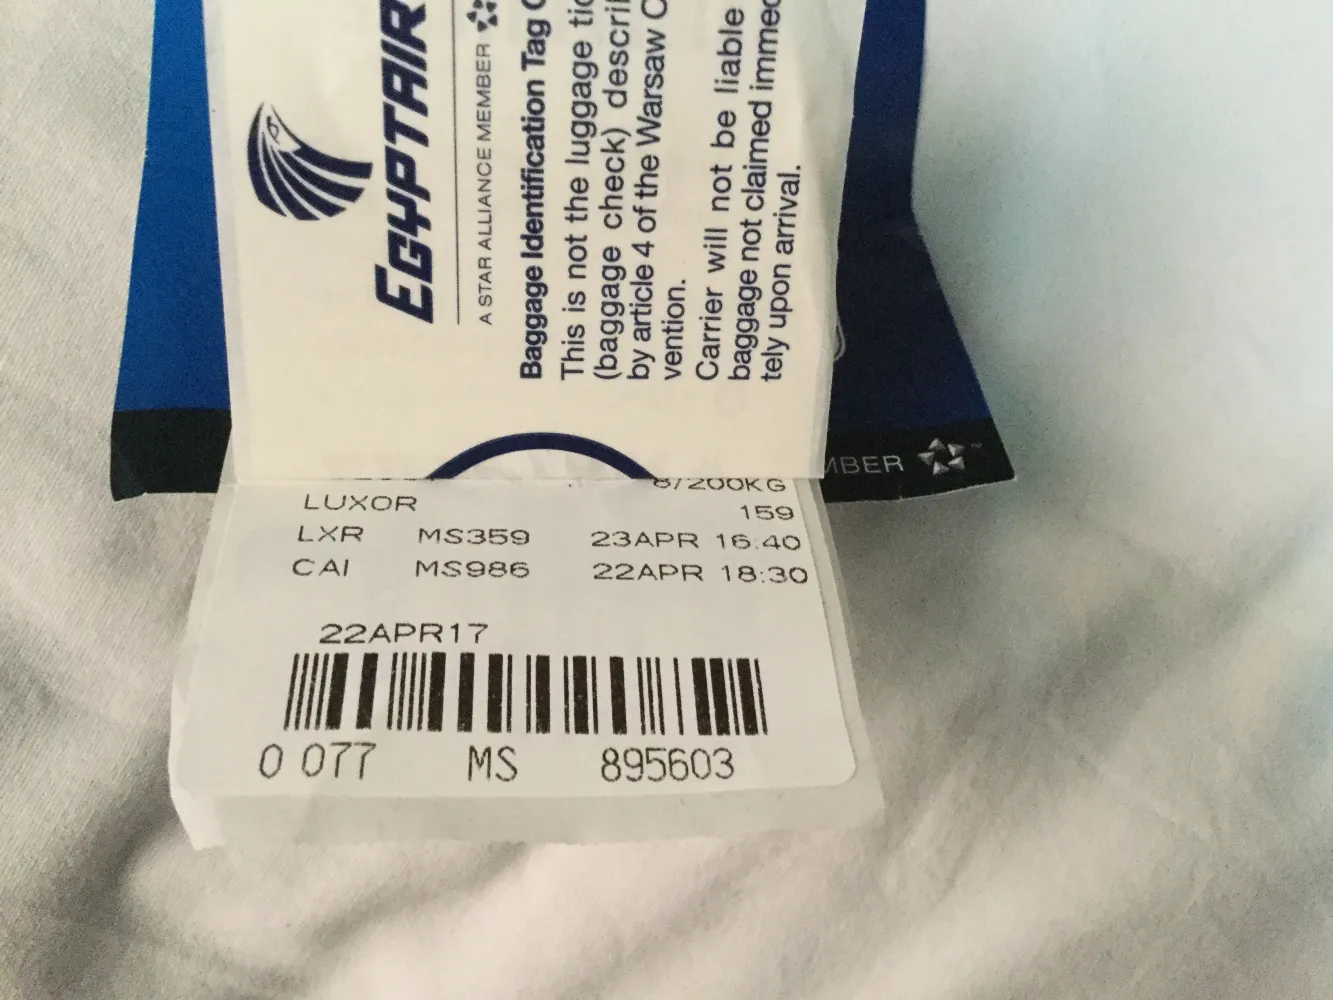 EGYPTAIR
A STAR ALLIANCE MEMBER
Baggage Identification Tag
This is not the luggage
(baggage check)
by article 4 of the Warsaw
vention.
Carrier will not be liable
baggage not claimed immed
tely upon arrival.
MBER ™
8/200KG
LUXOR
159
LXR MS359 23APR 16:40
CAI MS986 22APR 18:30
22APR17
0 077 MS 895603